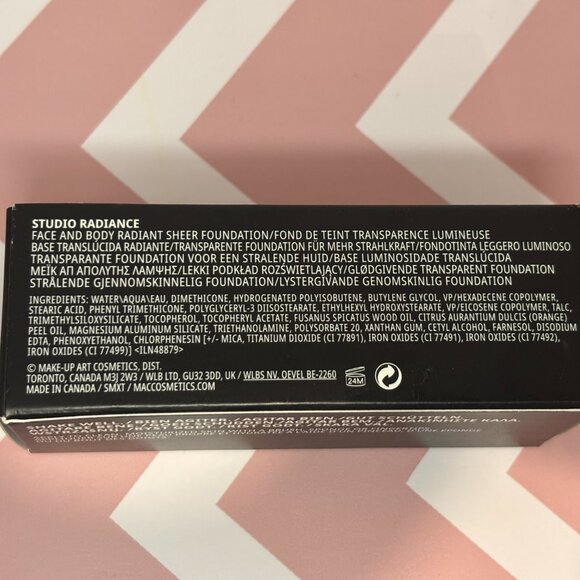 STUDIO RADIANCE
FACE AND BODY RADIANT SHEER FOUNDATION/FOND DE TEINT TRANSPARENCE LUMINEUSE
BASE TRANSLÚCIDA RADIANTE/TRANSPARENTE FOUNDATION FÜR MEHR STRAHLKRAFT/FONDOTINTA LEGGERO LUMINOSO
TRANSPARANTE FOUNDATION VOOR EEN STRALENDE HUID/BASE LUMINOSIDADE TRANSLÚCIDA
ΜΕΪΚ ΑΠ ΑΠΟΛΥΤΗΣ ΛΑΜΨΗΣ/LEKKI PODKŁAD ROZŚWIETLAJĄCY/GLØDGIVENDE TRANSPARENT FOUNDATION
STRÅLENDE GJENNOMSKINNELIG FOUNDATION/LYSTERGIVANDE GENOMSKINLIG FOUNDATION
INGREDIENTS: WATER\AQUA\EAU, DIMETHICONE, HYDROGENATED POLYISOBUTENE, BUTYLENE GLYCOL, VP/HEXADECENE COPOLYMER,
STEARIC ACID, PHENYL TRIMETHICONE, POLYGLYCERYL-3 DIISOSTEARATE, ETHYLHEXYL HYDROXYSTEARATE, VP/EICOSENE COPOLYMER, TALC,
TRIMETHYLSILOXYSILICATE, TOCOPHEROL, TOCOPHERYL ACETATE, FUSANUS SPICATUS WOOD OIL, CITRUS AURANTIUM DULCIS (ORANGE)
PEEL OIL, MAGNESIUM ALUMINUM SILICATE, TRIETHANOLAMINE, POLYSORBATE 20, XANTHAN GUM, CETYL ALCOHOL, FARNESOL, DISODIUM
EDTA, PHENOXYETHANOL, CHLORPHENESIN [+/- MICA, TITANIUM DIOXIDE (CI 77891), IRON OXIDES (CI 77491), IRON OXIDES (CI 77492),
IRON OXIDES (CI 77499)] <ILN48879>
© MAKE-UP ART COSMETICS, DIST.
TORONTO, CANADA M3J 2W3 / WLB LTD, GU32 3DD, UK / WLBS NV, OEVEL BE-2260
MADE IN CANADA / SMXT / MACCOSMETICS.COM
24M